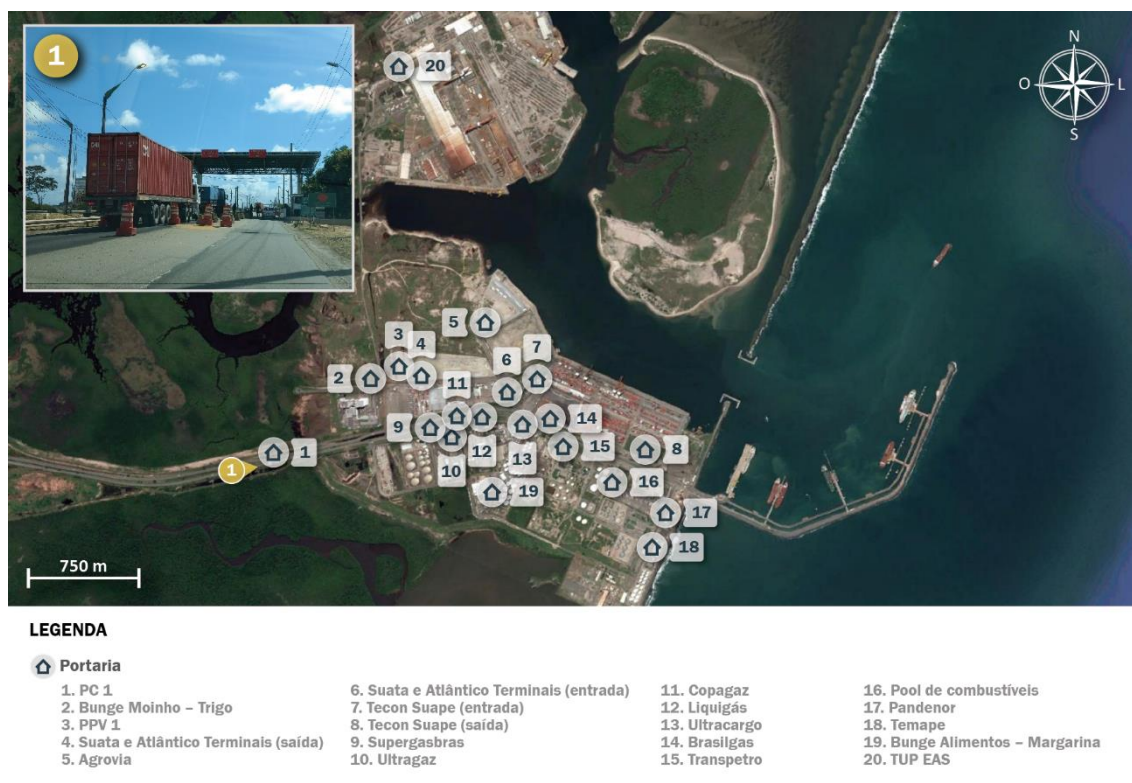 1
20
N
O
L
S
5
3
4
6
7
2
11
9
14
1
1
12
15
8
10
13
16
19
17
18
750 m
LEGENDA
Portaria
1. PC 1
2. Bunge Moinho – Trigo
3. PPV 1
4. Suata e Atlântico Terminais (saída)
5. Agrovia
6. Suata e Atlântico Terminais (entrada)
7. Tecon Suape (entrada)
8. Tecon Suape (saída)
9. Supergasbras
10. Ultragaz
11. Copagaz
12. Liquigás
13. Ultracargo
14. Brasilgas
15. Transpetro
16. Pool de combustíveis
17. Pandenor
18. Temape
19. Bunge Alimentos – Margarina
20. TUP EAS